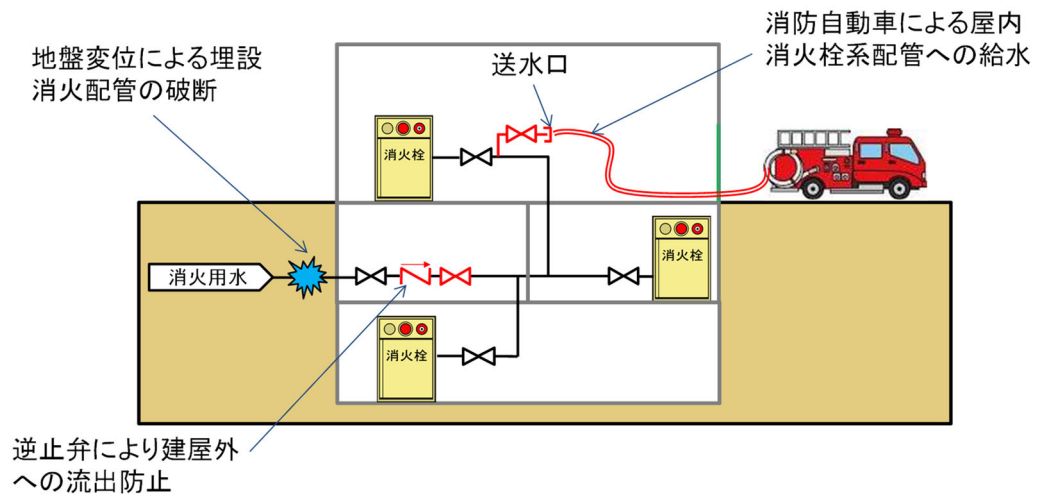 消防自動車による屋内
消火栓系配管への給水
地盤変位による埋設
消火配管の破断
送水口
消火栓
消火栓
消火用水
消火栓
逆止弁により建屋外
への流出防止